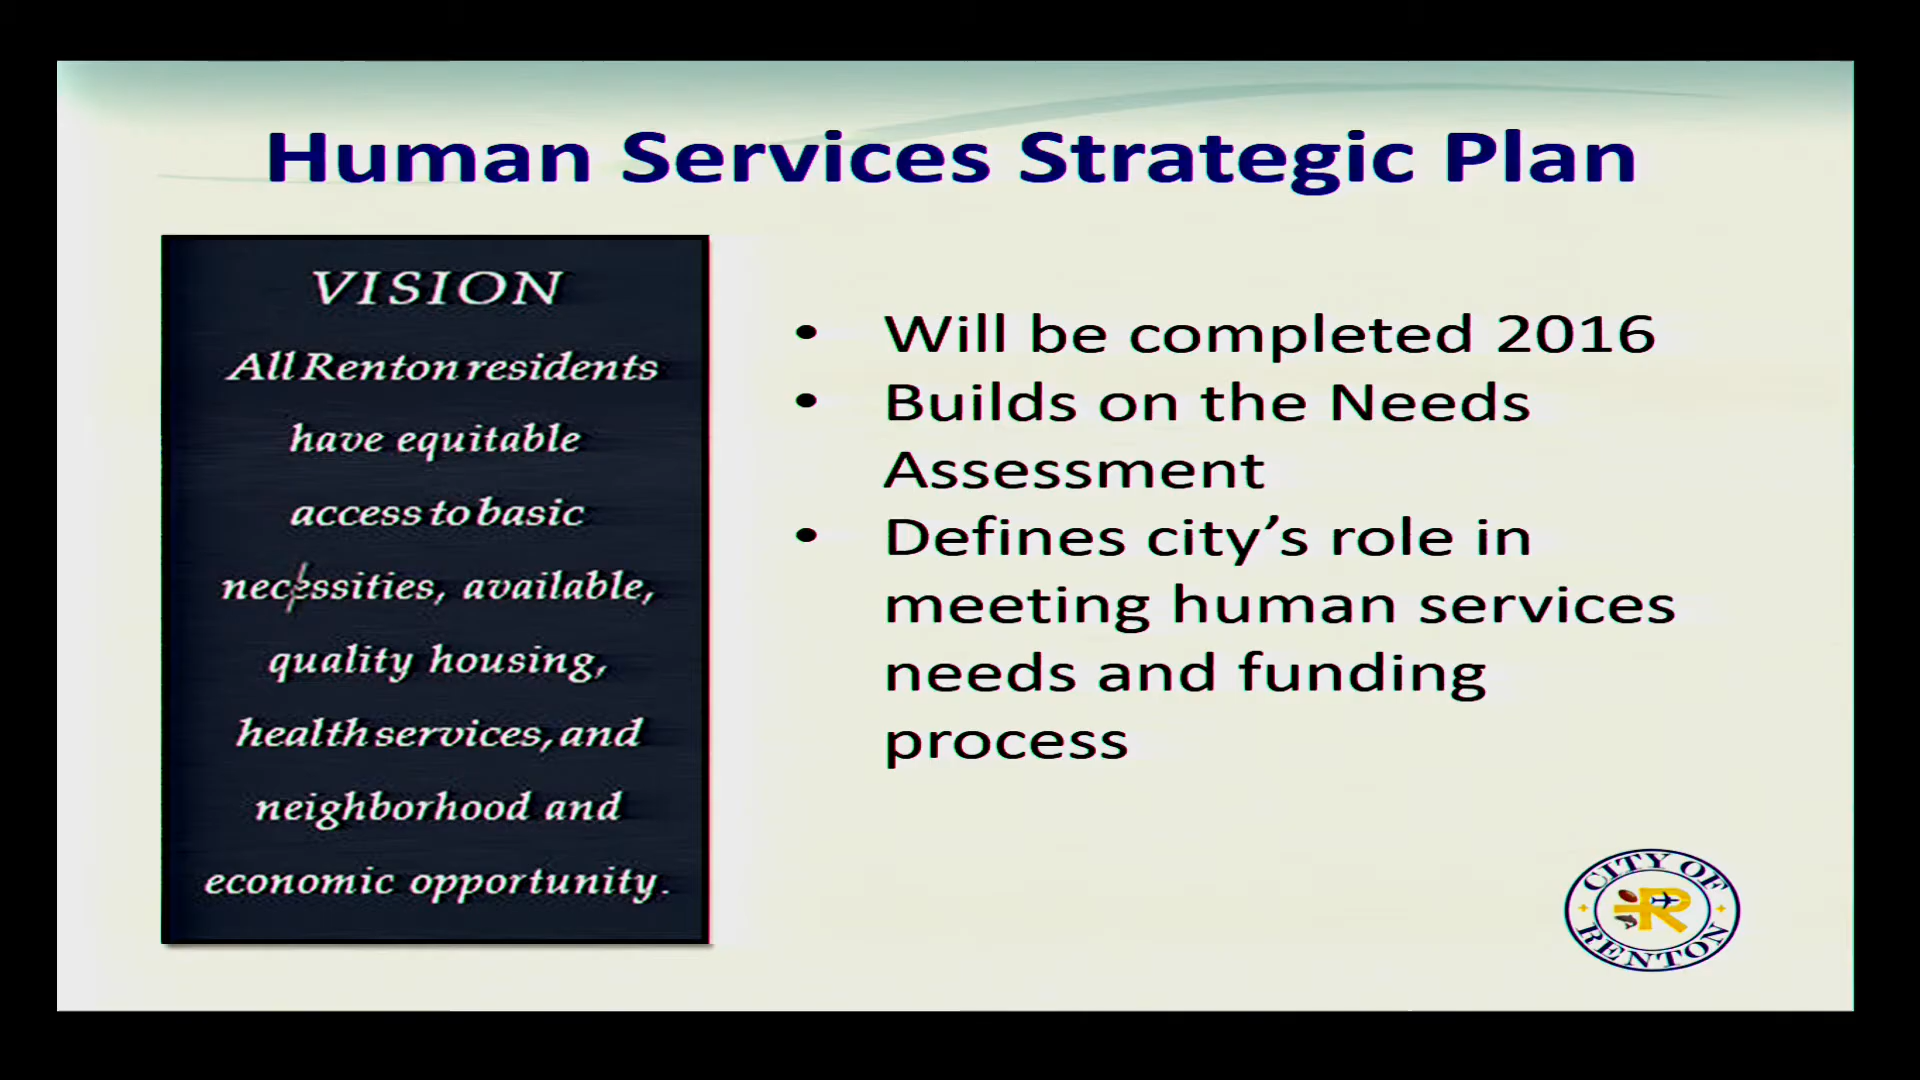 Human Services Strategic Plan
VISION
All Renton residents
have equitable
access to basic
necessities, available,
quality housing,
health services, and
neighborhood and
economic opportunity.
• Will be completed 2016
• Builds on the Needs
Assessment
• Defines city’s role in
meeting human services
needs and funding
process
CITY OF
R
RENTON